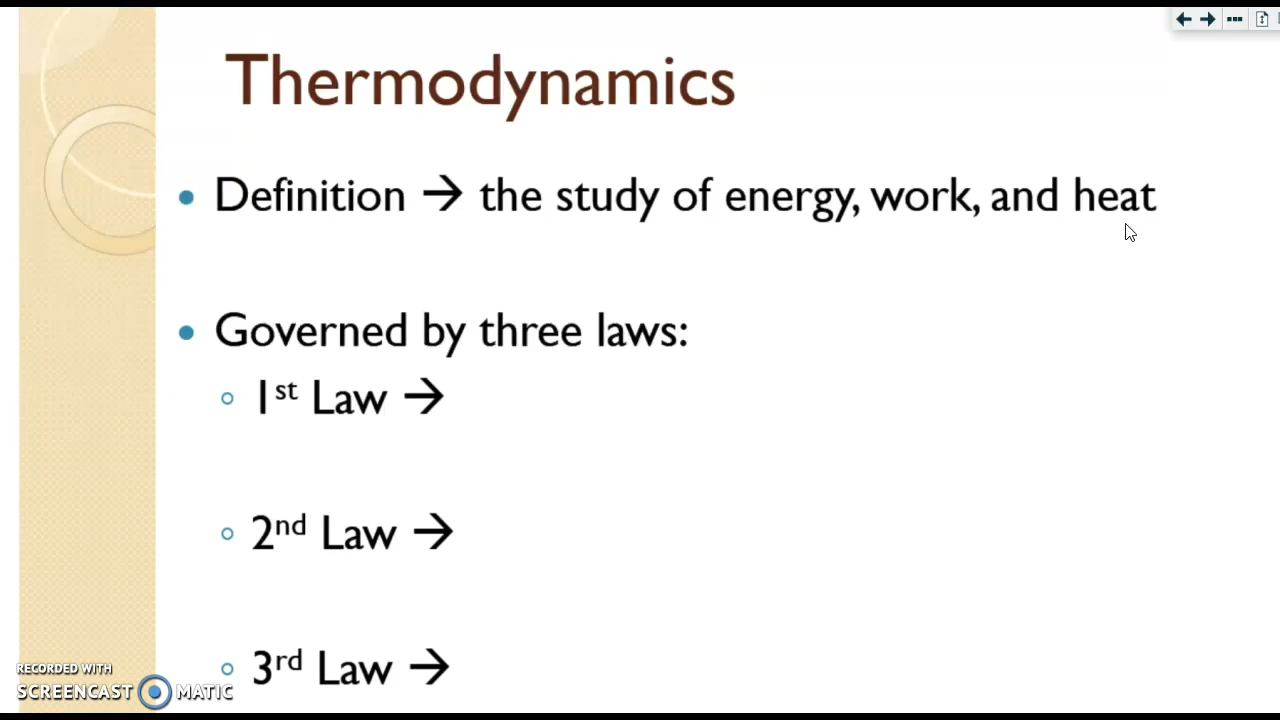 Thermodynamics
• Definition → the study of energy, work, and heat
• Governed by three laws:
○ 1st Law →
○ 2nd Law →
○ 3rd Law →
RECORDED WITH
SCREENCAST MATIC